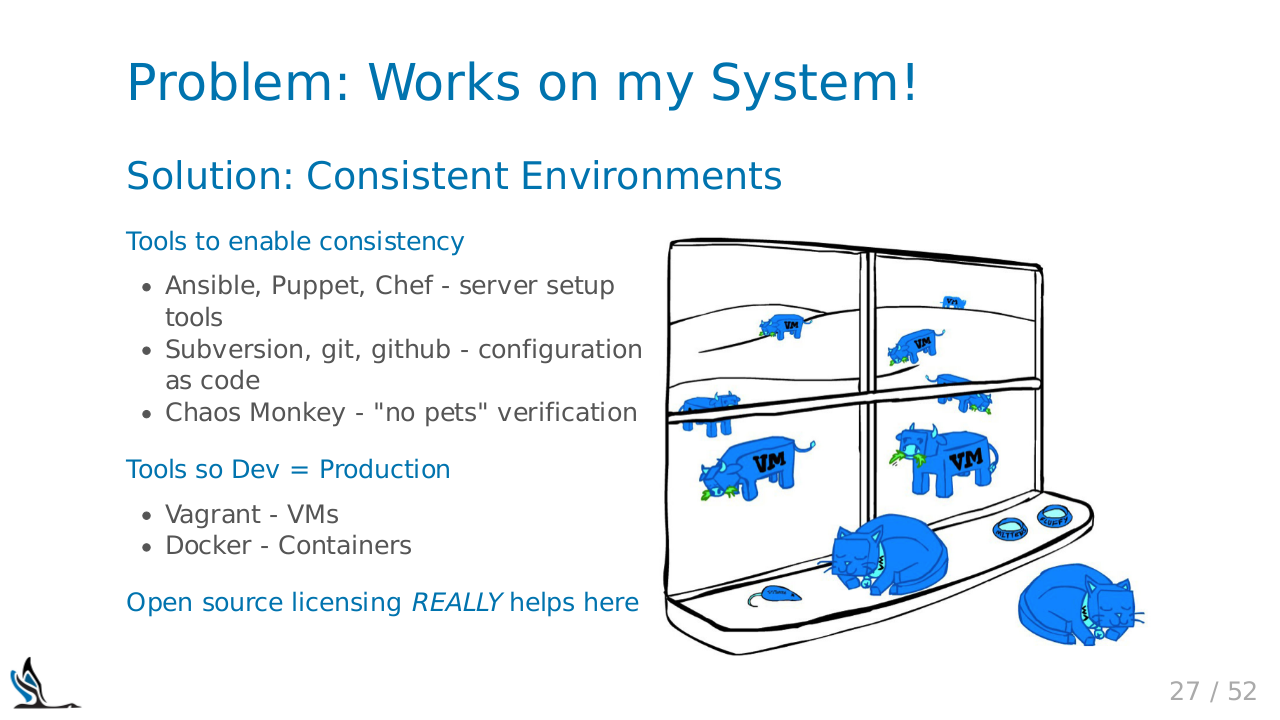 Problem: Works on my System!
Solution: Consistent Environments
Tools to enable consistency
• Ansible, Puppet, Chef - server setup
tools
• Subversion, git, github - configuration
as code
• Chaos Monkey - "no pets" verification
Tools so Dev = Production
• Vagrant - VMs
• Docker - Containers
Open source licensing REALLY helps here
VM
VM
VM
VM
VM
FLUFFY
VM
VM
27 / 52